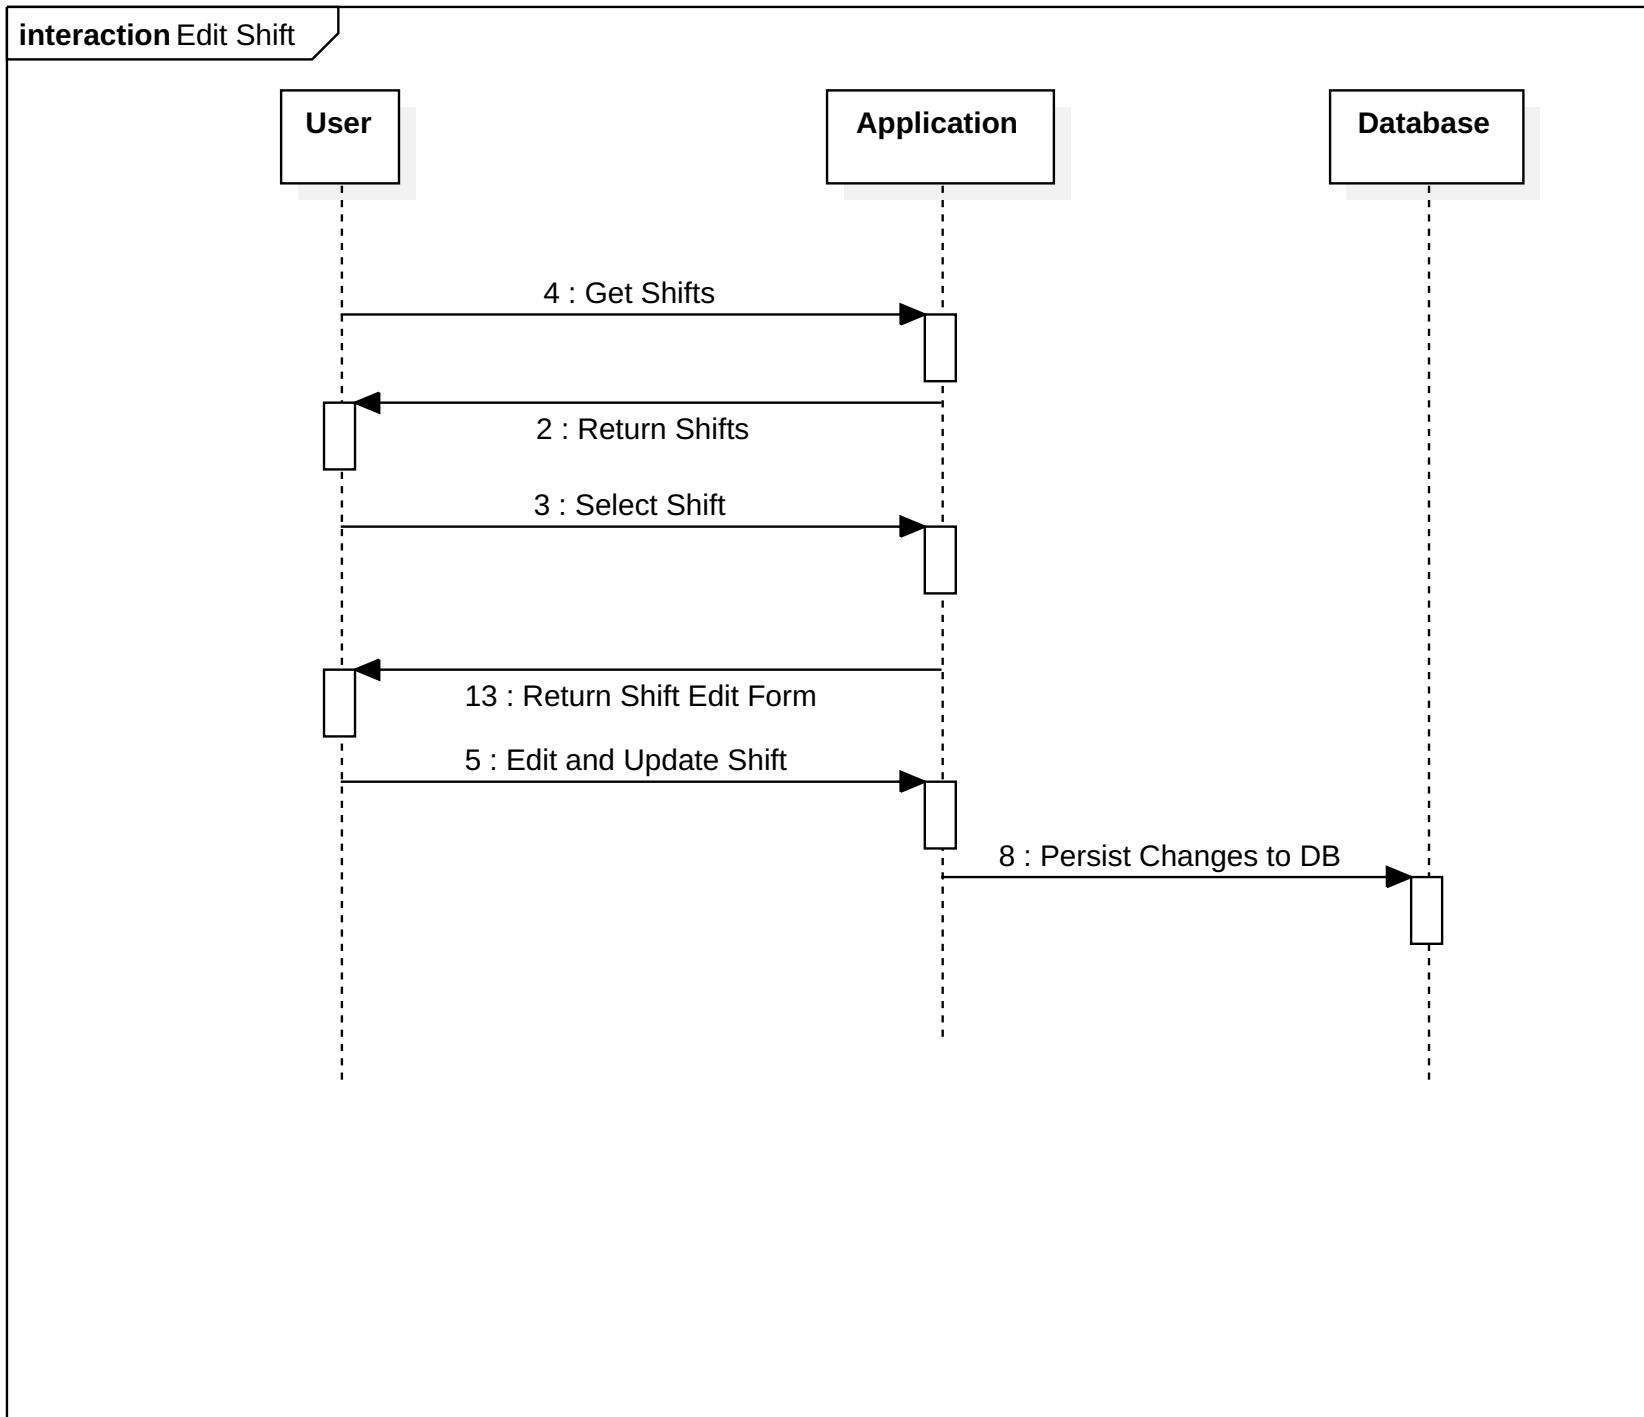 interaction Edit Shift
User
Application
Database
4 : Get Shifts
2 : Return Shifts
3 : Select Shift
13 : Return Shift Edit Form
5 : Edit and Update Shift
8 : Persist Changes to DB